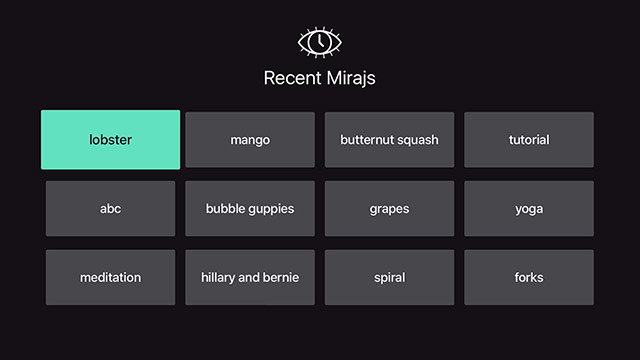 Recent Mirajs
lobster
mango
butternut squash
tutorial
abc
bubble guppies
grapes
yoga
meditation
hillary and bernie
spiral
forks